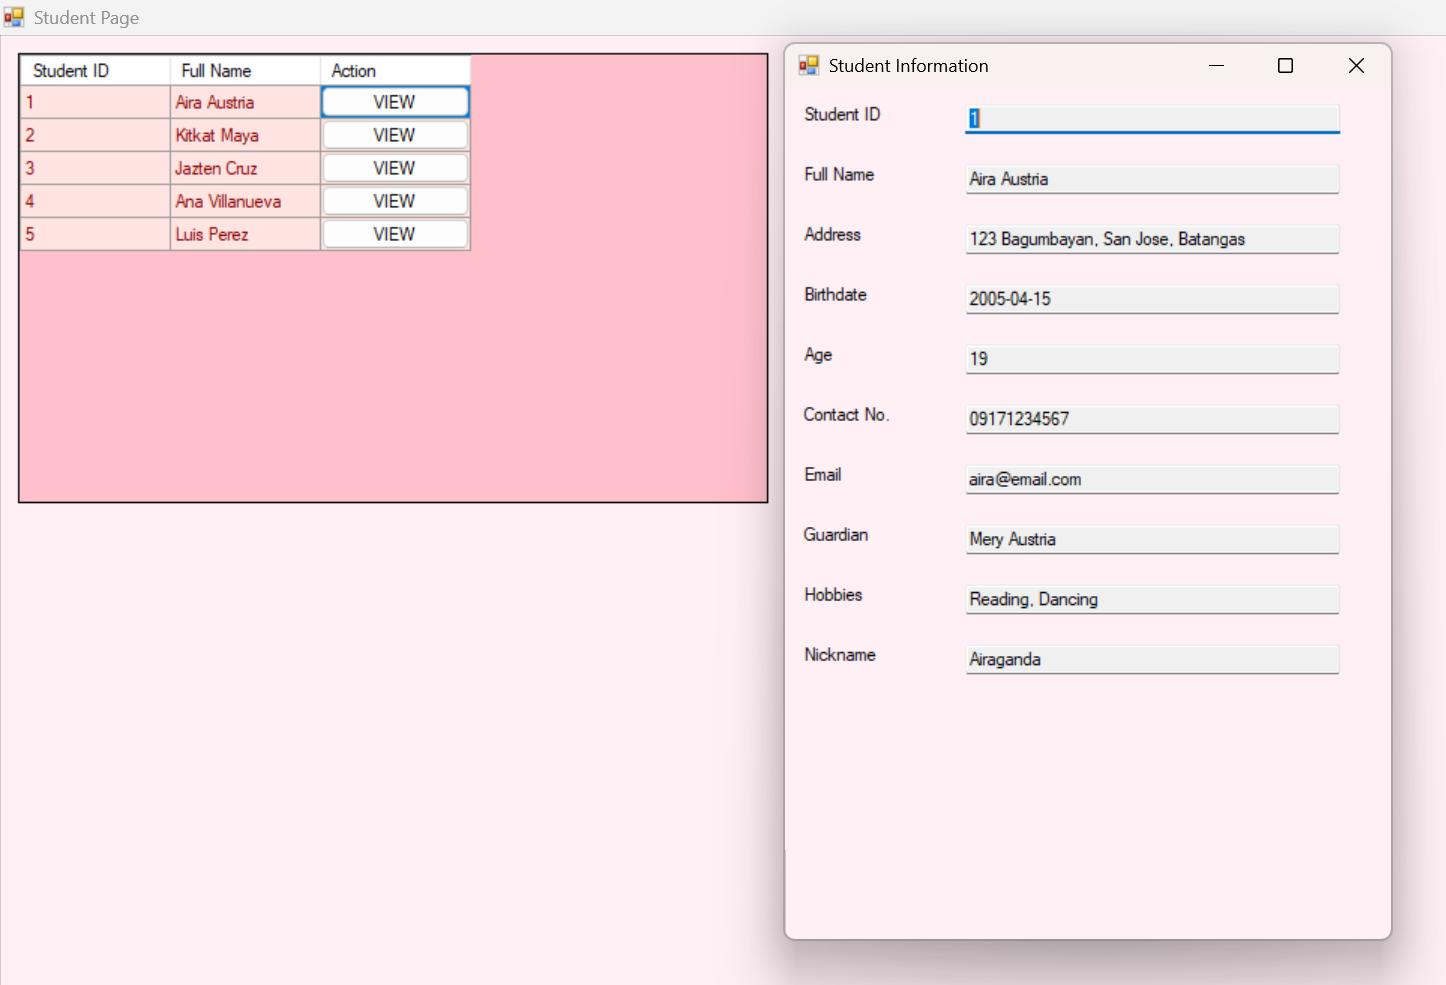 Student Page
Student ID Full Name Action
1 Aira Austria VIEW
2 Kitkat Maya VIEW
3 Jazten Cruz VIEW
4 Ana Villanueva VIEW
5 Luis Perez VIEW
Student Information
Student ID 1
Full Name Aira Austria
Address 123 Bagumbayan, San Jose, Batangas
Birthdate 2005-04-15
Age 19
Contact No. 09171234567
Email aira@email.com
Guardian Mery Austria
Hobbies Reading, Dancing
Nickname Airaganda